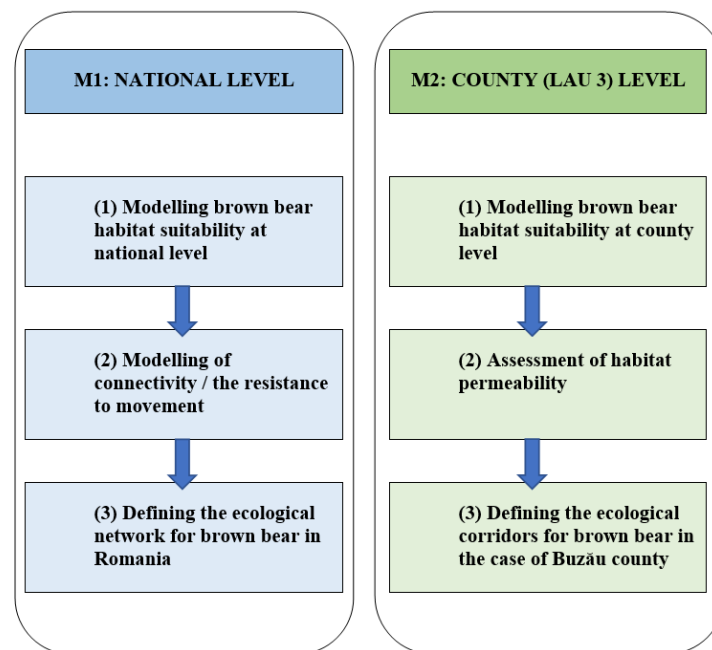 M1: NATIONAL LEVEL
(1) Modelling brown bear
habitat suitability at
national level
(2) Modelling of
connectivity / the resistance
to movement
(3) Defining the ecological
network for brown bear in
Romania
M2: COUNTY (LAU 3) LEVEL
(1) Modelling brown bear
habitat suitability at county
level
(2) Assessment of habitat
permeability
(3) Defining the ecological
corridors for brown bear in
the case of Buzău county